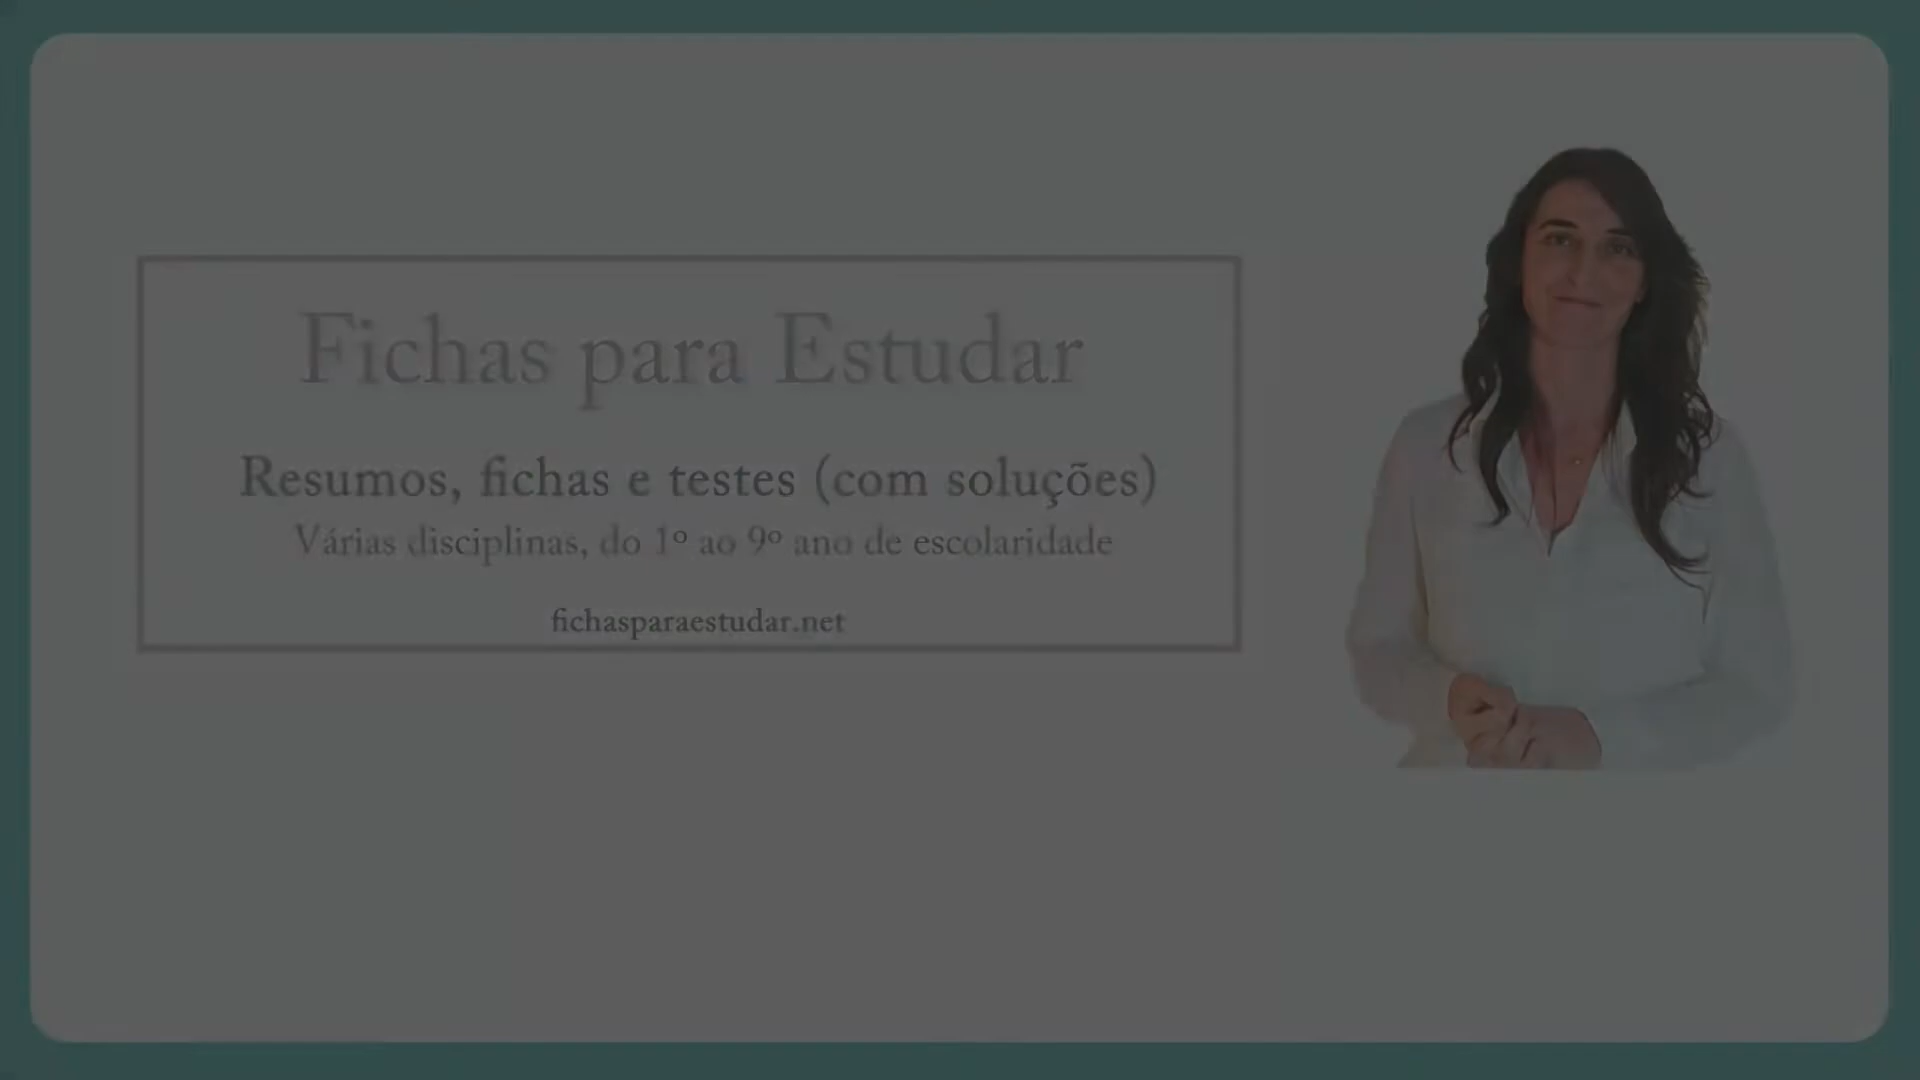 Fichas para Estudar
Resumos, fichas e testes (com soluções)
Várias disciplinas, do 1º ao 9º ano de escolaridade
fichasparaestudar.net